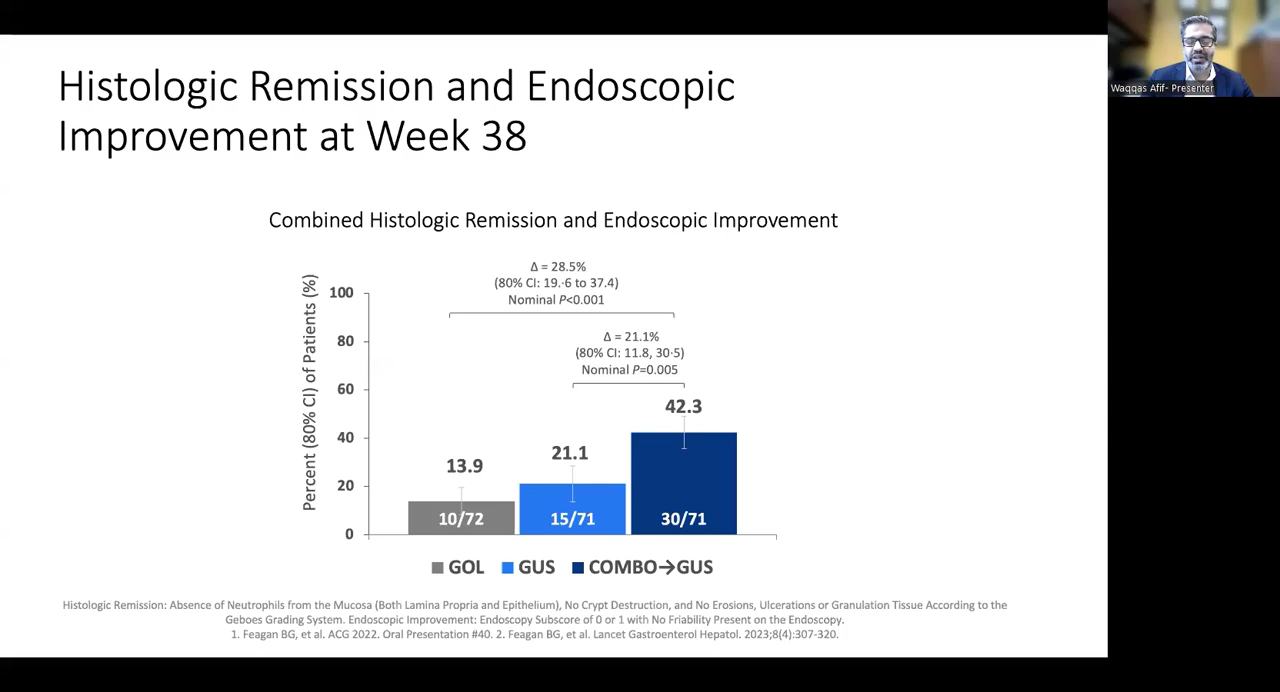 Histologic Remission and Endoscopic
Improvement at Week 38
Waqqas Afif- Presenter
Combined Histologic Remission and Endoscopic Improvement
Δ = 28.5%
(80% CI: 19.·6 to 37.4)
Nominal P<0.001
Δ = 21.1%
(80% CI: 11.8, 30·5)
Nominal P=0.005
Percent (80% CI) of Patients (%)
100
80
60
40
20
0
13.9
21.1
42.3
10/72
15/71
30/71
GOL GUS COMBO→GUS
Histologic Remission: Absence of Neutrophils from the Mucosa (Both Lamina Propria and Epithelium), No Crypt Destruction, and No Erosions, Ulcerations or Granulation Tissue According to the
Geboes Grading System. Endoscopic Improvement: Endoscopy Subscore of 0 or 1 with No Friability Present on the Endoscopy.
1. Feagan BG, et al. ACG 2022. Oral Presentation #40. 2. Feagan BG, et al. Lancet Gastroenterol Hepatol. 2023;8(4):307-320.